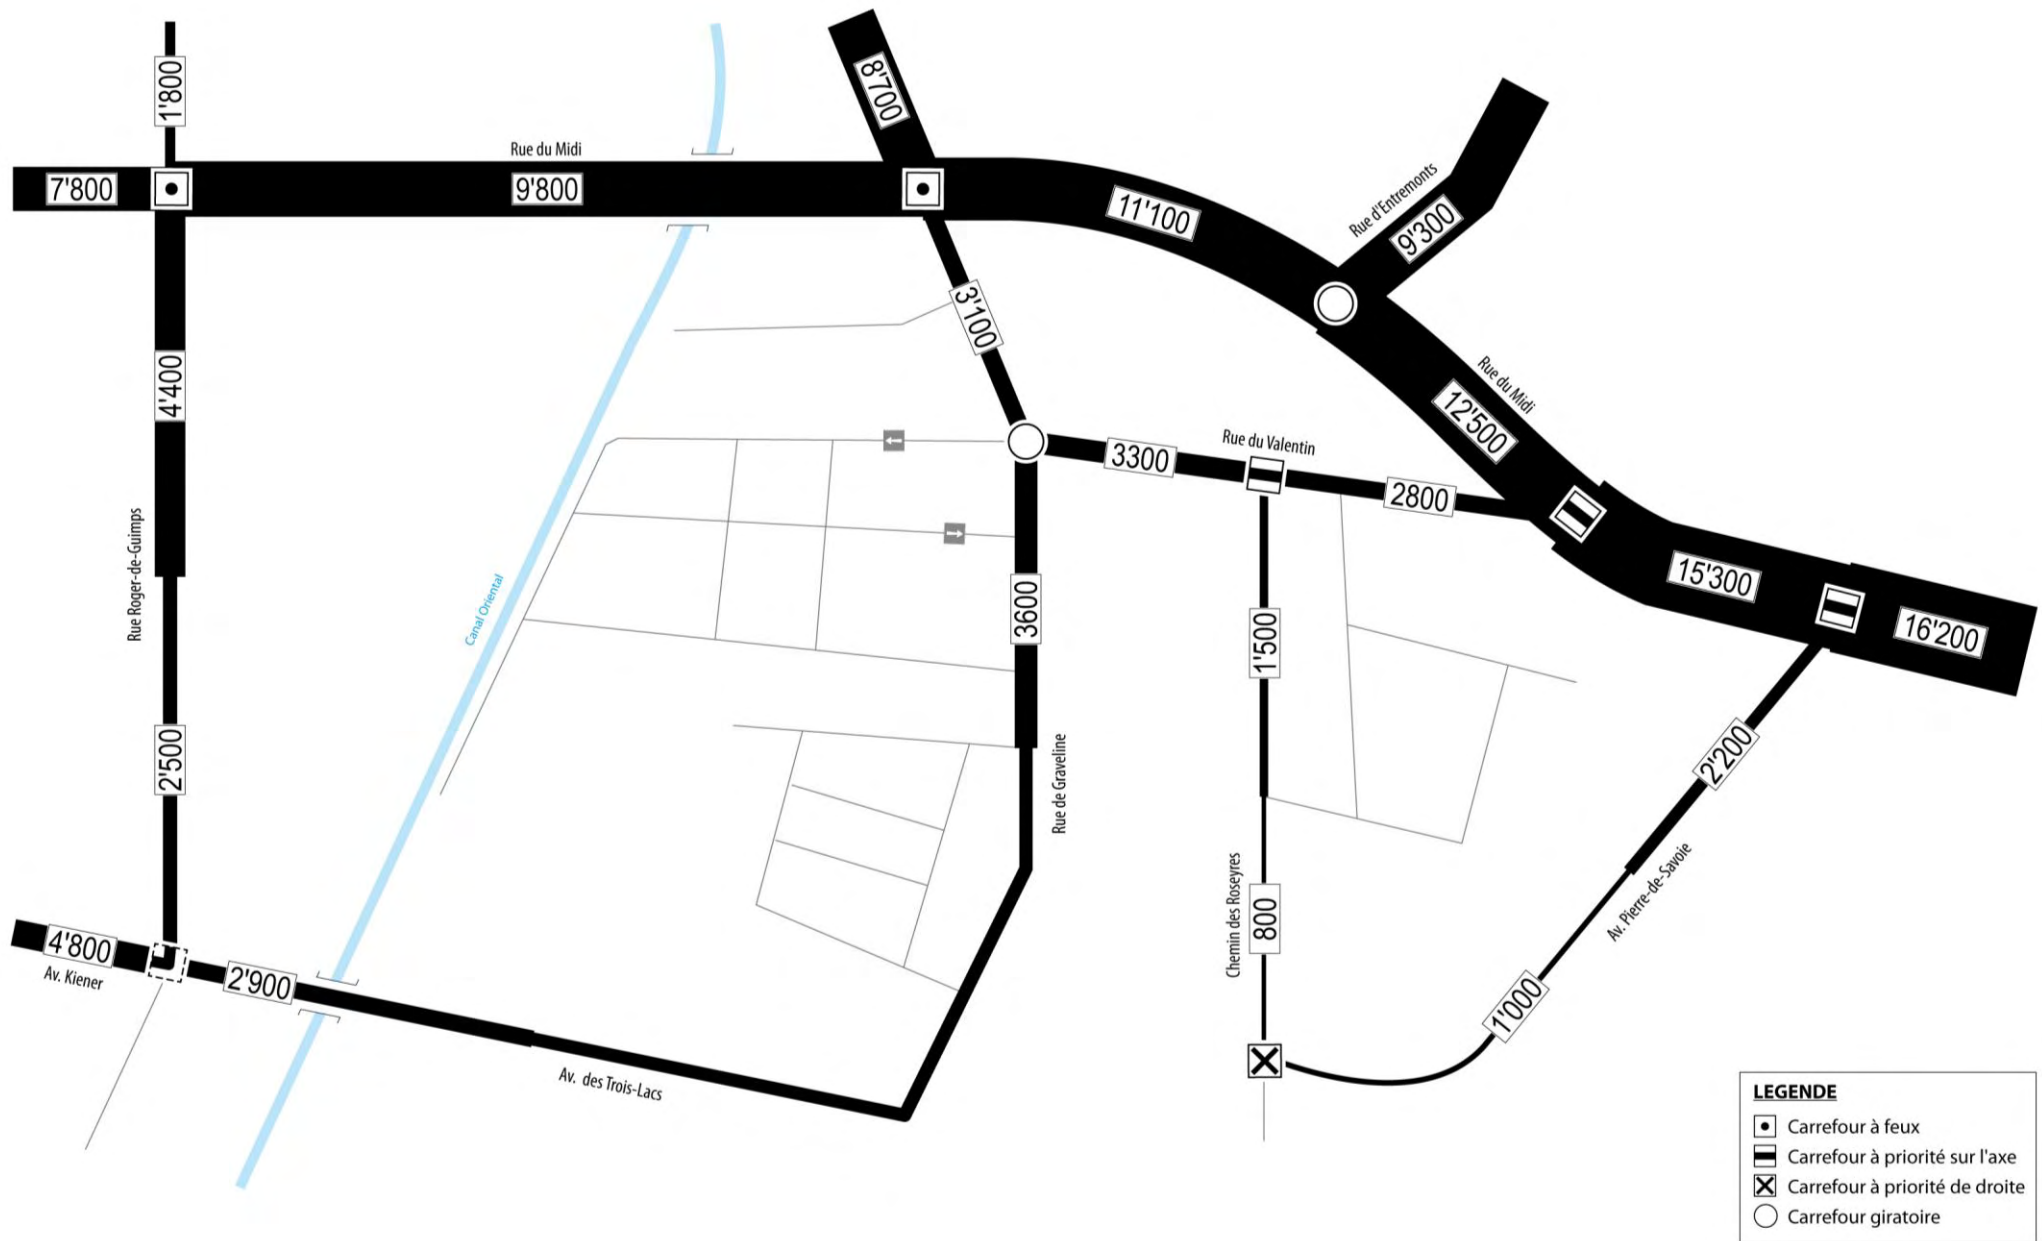 1'800
8'700
Rue du Midi
7'800
9'800
11'100
Rue d'Entremonts
9'300
3'100
4'400
Rue du Midi
12'500
Rue du Valentin
3300
2800
Rue Roger-de-Guimps
Canal Oriental
15'300
16'200
3600
1'500
2'500
2'200
Rue de Graveline
Chemin des Roseyres
800
Av. Pierre-de-Savoie
4'800
Av. Kiener
2'900
1'000
Av. des Trois-Lacs
LEGENDE
Carrefour à feux
Carrefour à priorité sur l'axe
Carrefour à priorité de droite
Carrefour giratoire